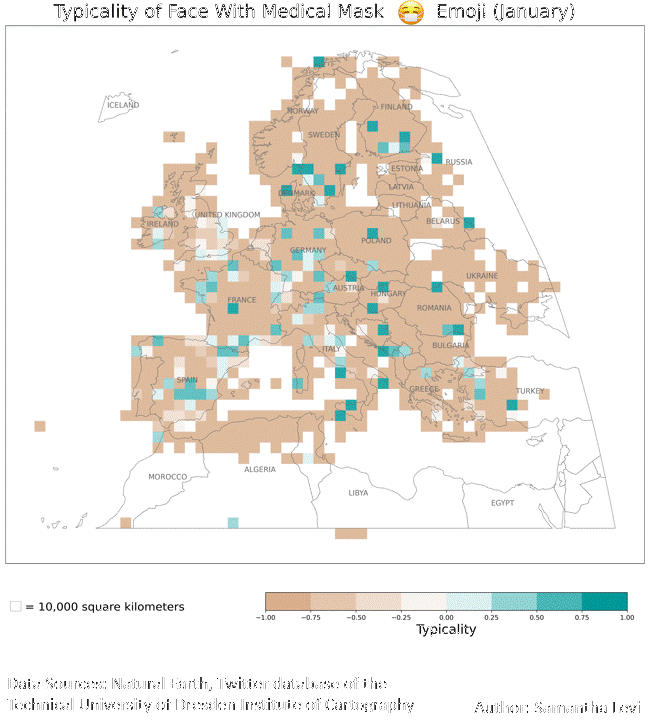 Typicality of Face With Medical Mask 😷 Emoji (January)
ICELAND
NORWAY
FINLAND
SWEDEN
RUSSIA
ESTONIA
LATVIA
DENMARK
LITHUANIA
UNITED KINGDOM
IRELAND
BELARUS
POLAND
GERMANY
UKRAINE
AUSTRIA
HUNGARY
FRANCE
ROMANIA
ITALY
BULGARIA
SPAIN
GREECE
TURKEY
MOROCCO
ALGERIA
LIBYA
EGYPT
= 10,000 square kilometers
−1.00 −0.75 −0.50 −0.25 0.00 0.25 0.50 0.75 1.00
Typicality
Data Sources: Natural Earth, Twitter database of the
Technical University of Dresden Institute of Cartography
Author: Samantha Levi